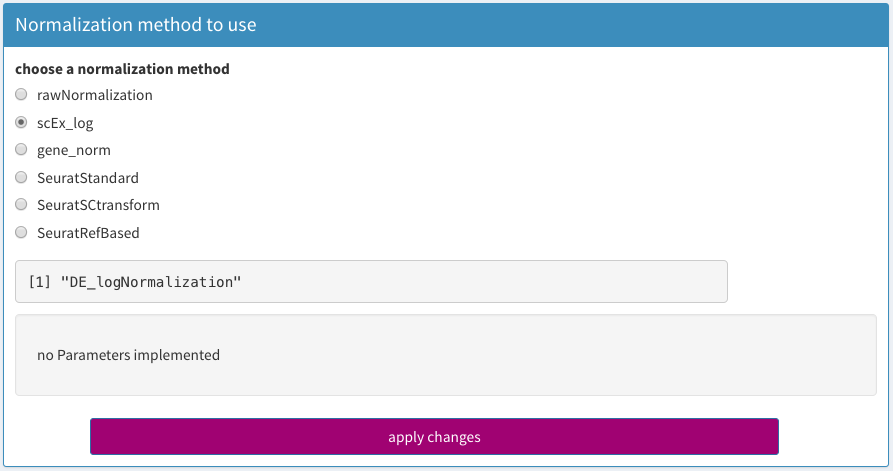 Normalization method to use
choose a normalization method
rawNormalization
scEx_log
gene_norm
SeuratStandard
SeuratSCtransform
SeuratRefBased
[1] "DE_logNormalization"
no Parameters implemented
apply changes